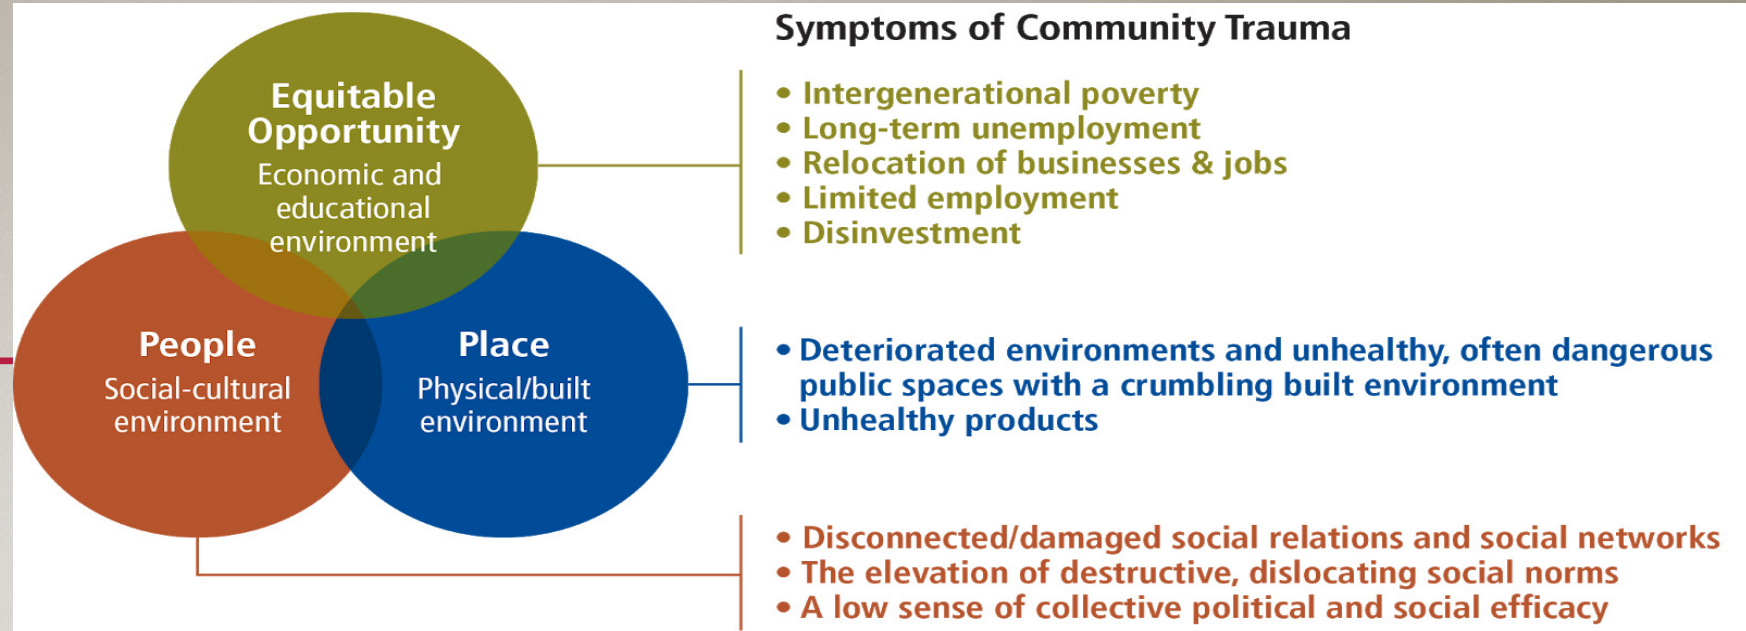 Symptoms of Community Trauma
Equitable
Opportunity
Economic and
educational
environment
• Intergenerational poverty
• Long-term unemployment
• Relocation of businesses & jobs
• Limited employment
• Disinvestment
People
Social-cultural
environment
Place
Physical/built
environment
• Deteriorated environments and unhealthy, often dangerous
public spaces with a crumbling built environment
• Unhealthy products
• Disconnected/damaged social relations and social networks
• The elevation of destructive, dislocating social norms
• A low sense of collective political and social efficacy